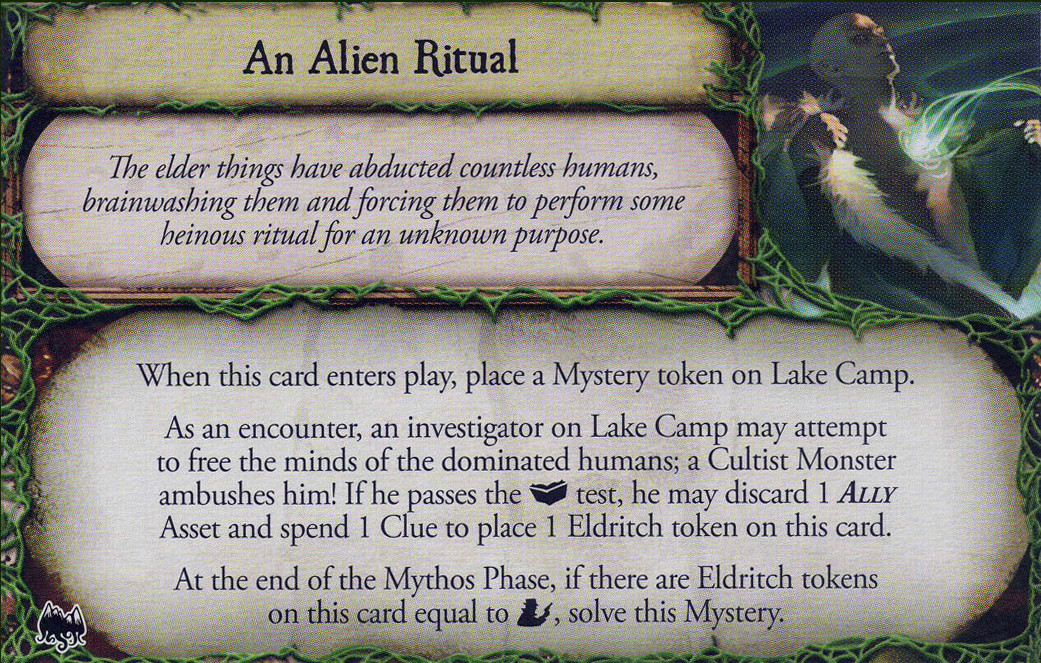 An Alien Ritual
The elder things have abducted countless humans,
brainwashing them and forcing them to perform some
heinous ritual for an unknown purpose.
When this card enters play, place a Mystery token on Lake Camp.
As an encounter, an investigator on Lake Camp may attempt
to free the minds of the dominated humans; a Cultist Monster
ambushes him! If he passes the test, he may discard 1 ALLY
Asset and spend 1 Clue to place 1 Eldritch token on this card.
At the end of the Mythos Phase, if there are Eldritch tokens
on this card equal to , solve this Mystery.